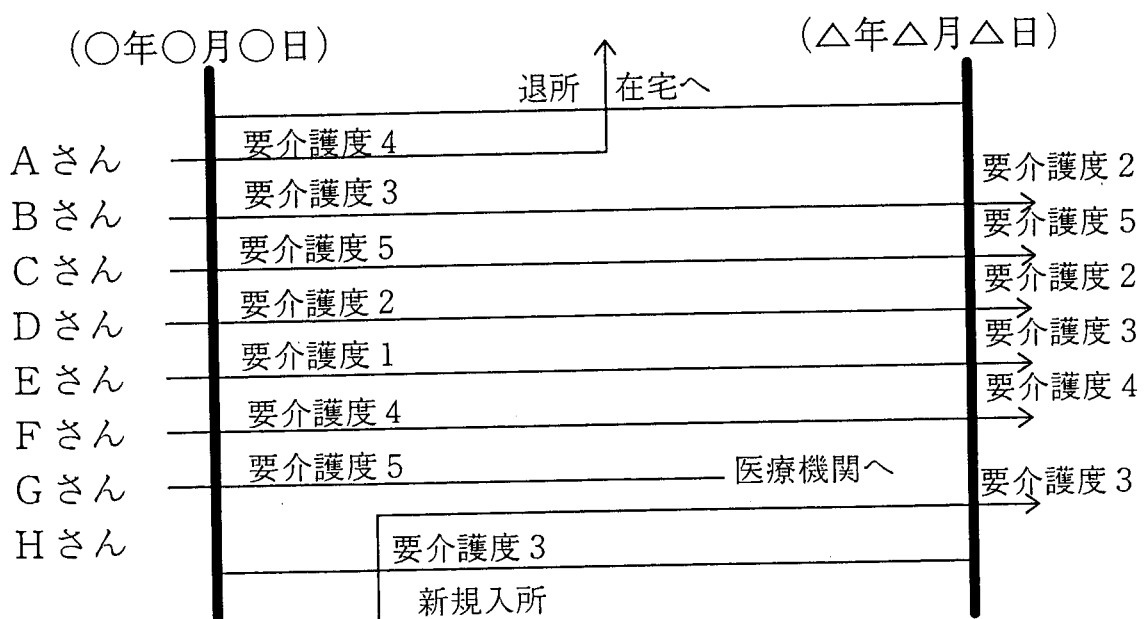 (○年○月○日)
(△年△月△日)
退所 在宅へ
Aさん 要介護度4
Bさん 要介護度3 要介護度2
Cさん 要介護度5 要介護度5
Dさん 要介護度2 要介護度2
Eさん 要介護度1 要介護度3
Fさん 要介護度4 要介護度4
Gさん 要介護度5 医療機関へ
Hさん 要介護度3 要介護度3
新規入所